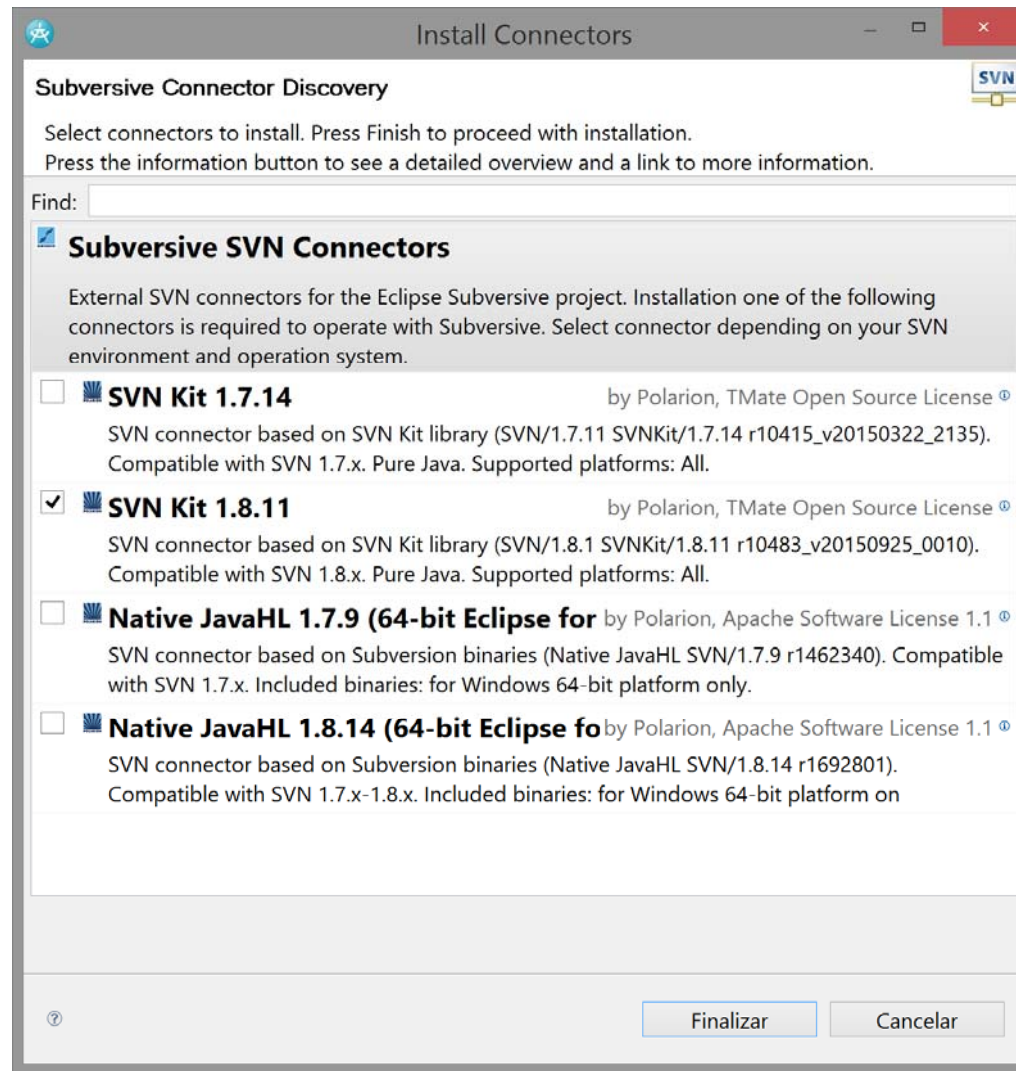 Install Connectors
Subversive Connector Discovery
SVN
Select connectors to install. Press Finish to proceed with installation.
Press the information button to see a detailed overview and a link to more information.
Find:
Subversive SVN Connectors
External SVN connectors for the Eclipse Subversive project. Installation one of the following
connectors is required to operate with Subversive. Select connector depending on your SVN
environment and operation system.
SVN Kit 1.7.14 by Polarion, TMate Open Source License
SVN connector based on SVN Kit library (SVN/1.7.11 SVNKit/1.7.14 r10415_v20150322_2135).
Compatible with SVN 1.7.x. Pure Java. Supported platforms: All.
SVN Kit 1.8.11 by Polarion, TMate Open Source License
SVN connector based on SVN Kit library (SVN/1.8.1 SVNKit/1.8.11 r10483_v20150925_0010).
Compatible with SVN 1.8.x. Pure Java. Supported platforms: All.
Native JavaHL 1.7.9 (64-bit Eclipse for by Polarion, Apache Software License 1.1
SVN connector based on Subversion binaries (Native JavaHL SVN/1.7.9 r1462340). Compatible
with SVN 1.7.x. Included binaries: for Windows 64-bit platform only.
Native JavaHL 1.8.14 (64-bit Eclipse fo by Polarion, Apache Software License 1.1
SVN connector based on Subversion binaries (Native JavaHL SVN/1.8.14 r1692801).
Compatible with SVN 1.7.x-1.8.x. Included binaries: for Windows 64-bit platform on
Finalizar Cancelar